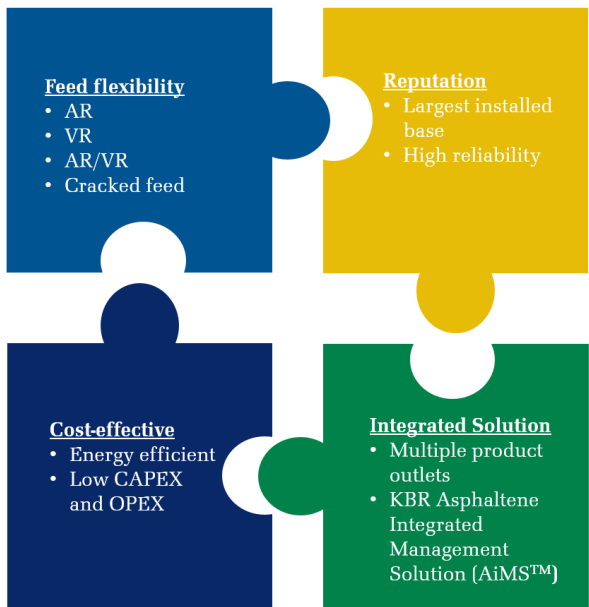 Feed flexibility
• AR
• VR
• AR/VR
• Cracked feed
Reputation
• Largest installed
base
• High reliability
Cost-effective
• Energy efficient
• Low CAPEX
and OPEX
Integrated Solution
• Multiple product
outlets
• KBR Asphaltene
Integrated
Management
Solution (AiMS™)